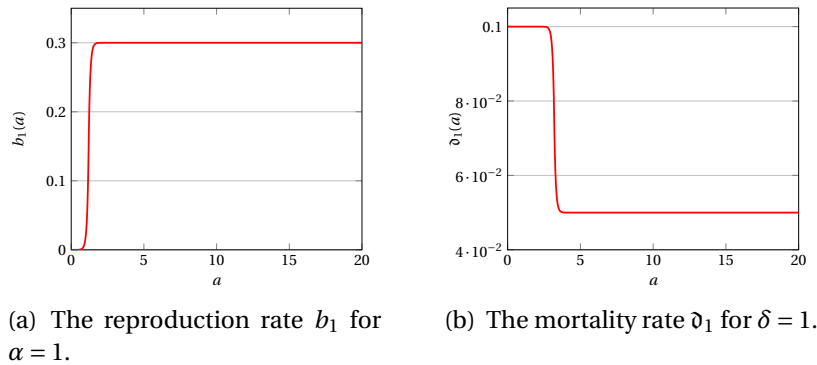 0.3
0.2
0.1
0
0 5 10 15 20
a
b₁(a)
(a) The reproduction rate b₁ for
α = 1.
0.1
8·10⁻²
6·10⁻²
4·10⁻²
0 5 10 15 20
a
𝔡₁(a)
(b) The mortality rate 𝔡₁ for δ = 1.